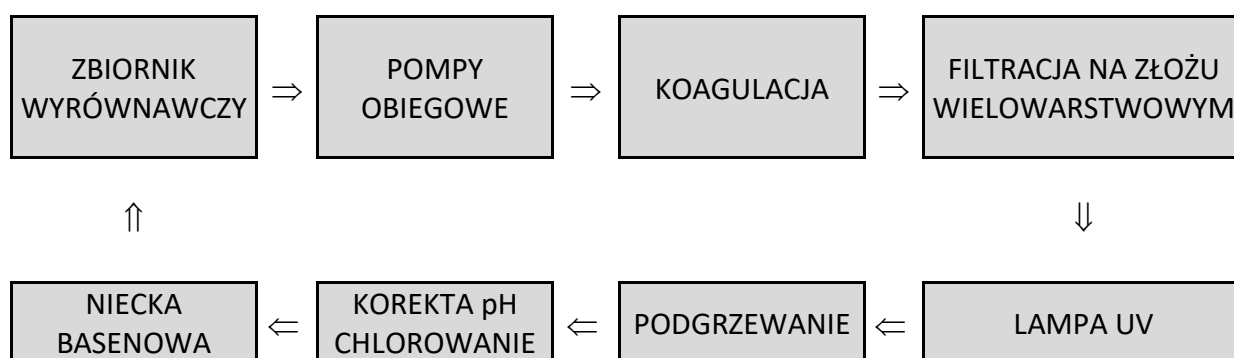 ZBIORNIK
WYRÓWNAWCZY
⇒
POMPY
OBIEGOWE
⇒
KOAGULACJA
⇒
FILTRACJA NA ZŁOŻU
WIELOWARSTWOWYM
⇑
⇓
NIECKA
BASENOWA
⇐
KOREKTA pH
CHLOROWANIE
⇐
PODGRZEWANIE
⇐
LAMPA UV